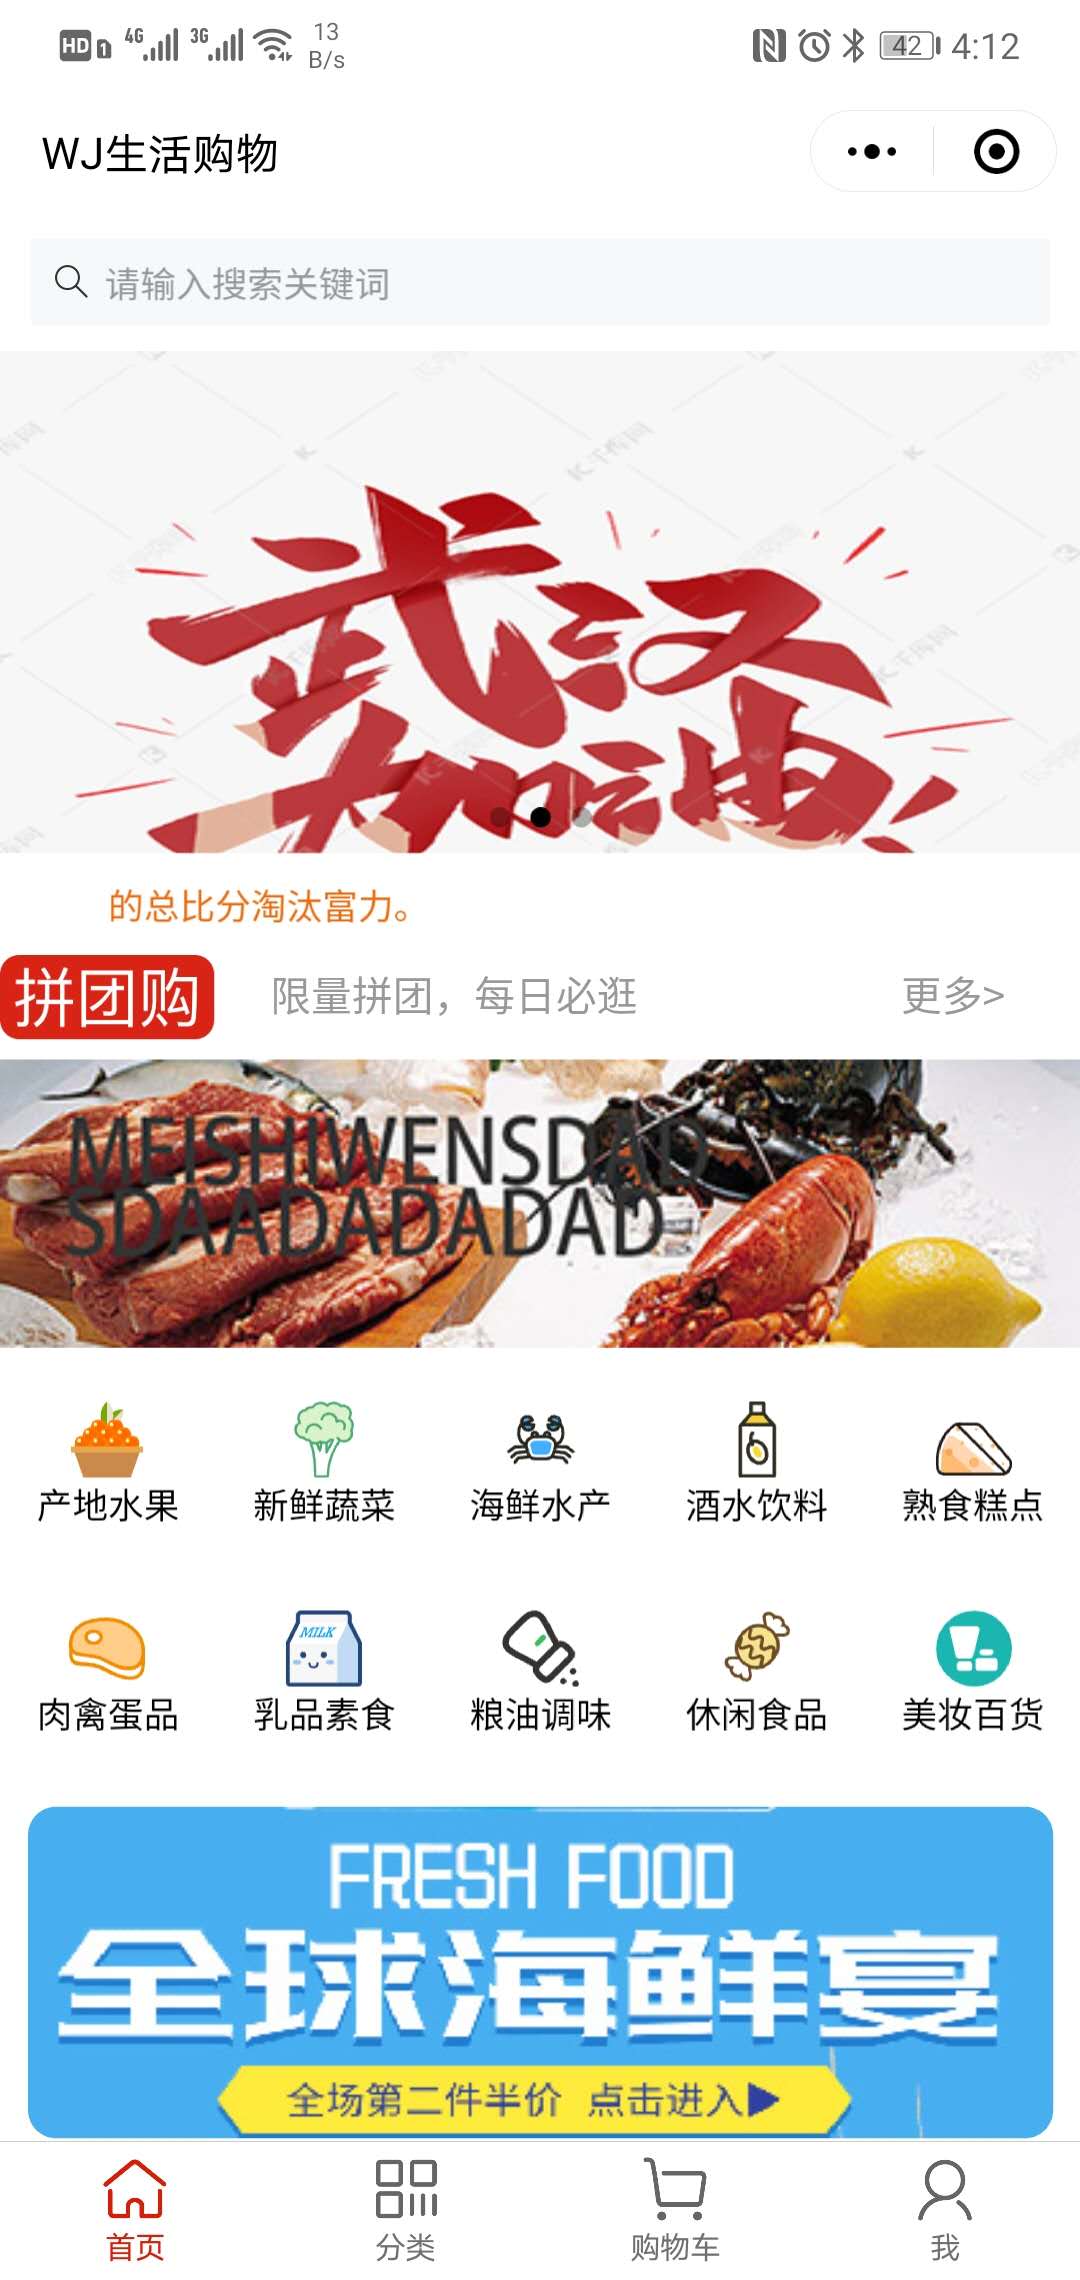 HD 1 4G 3G 13 B/s 42 4:12
WJ生活购物
请输入搜索关键词
千库网
武汉
加油!
的总比分淘汰富力。
拼团购 限量拼团，每日必逛 更多>
MEISHIWENSDAD
SDAADADADAD
产地水果 新鲜蔬菜 海鲜水产 酒水饮料 熟食糕点
MILK
肉禽蛋品 乳品素食 粮油调味 休闲食品 美妆百货
FRESH FOOD
全球海鲜宴
全场第二件半价 点击进入
首页 分类 购物车 我